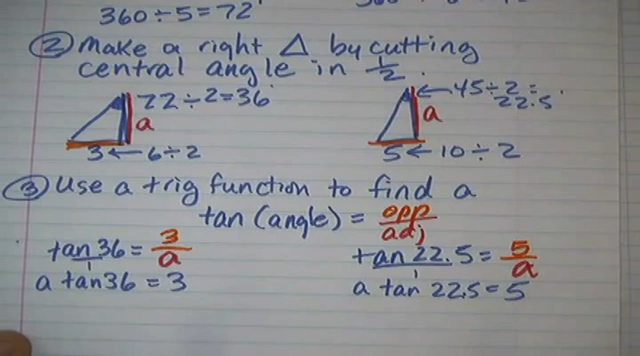 360 ÷ 5 = 72
② Make a right △ by cutting
central angle in 1/2.
72 ÷ 2 = 36
a
3 ← 6 ÷ 2
← 45 ÷ 2 =
22.5
a
5 ← 10 ÷ 2
③ Use a trig function to find a
tan (angle) = opp/adj
tan 36 = 3/a
1
a tan 36 = 3
tan 22.5 = 5/a
1
a tan 22.5 = 5